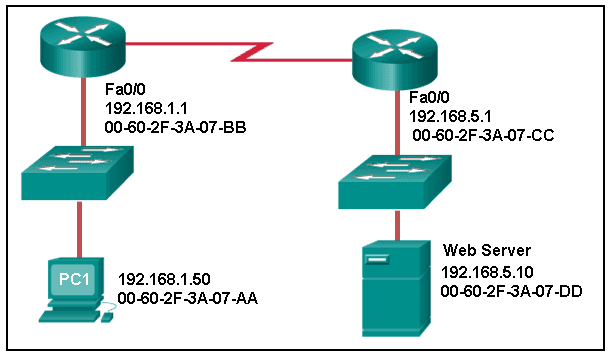 Fa0/0
192.168.1.1
00-60-2F-3A-07-BB
Fa0/0
192.168.5.1
00-60-2F-3A-07-CC
PC1
192.168.1.50
00-60-2F-3A-07-AA
Web Server
192.168.5.10
00-60-2F-3A-07-DD